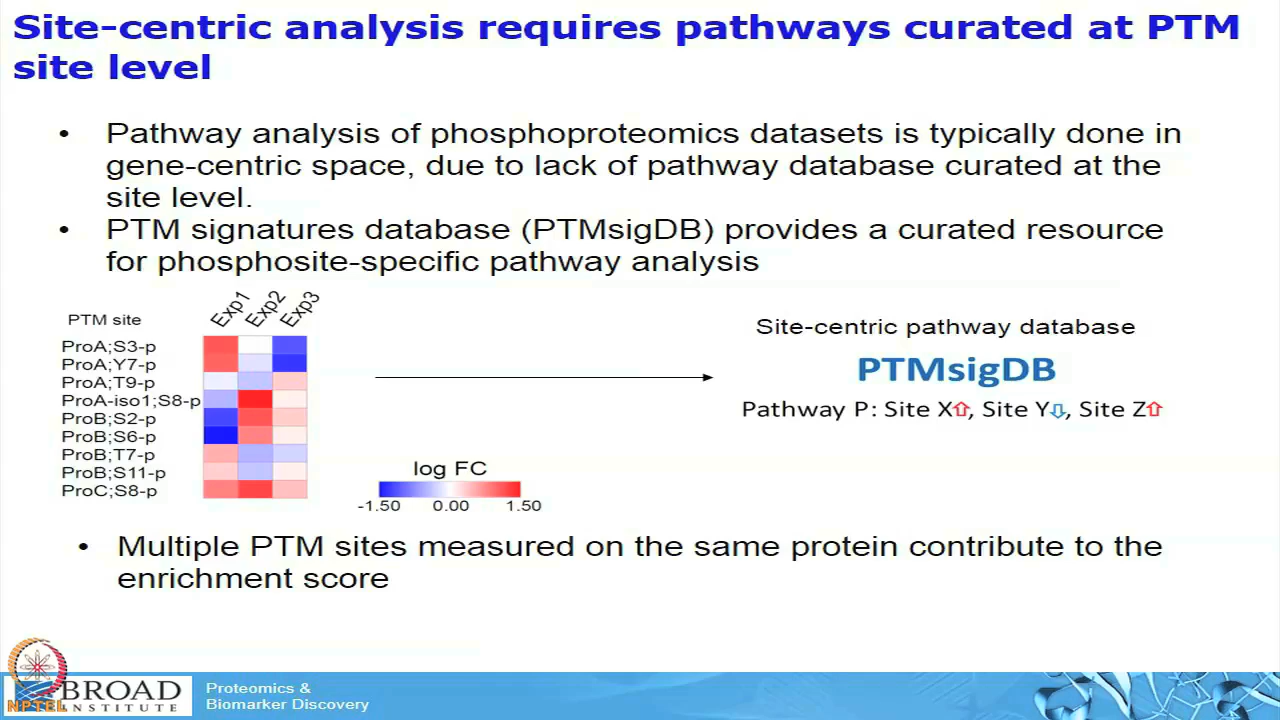 Site-centric analysis requires pathways curated at PTM
site level
• Pathway analysis of phosphoproteomics datasets is typically done in
gene-centric space, due to lack of pathway database curated at the
site level.
• PTM signatures database (PTMsigDB) provides a curated resource
for phosphosite-specific pathway analysis
PTM site
Exp1 Exp2 Exp3
ProA;S3-p
ProA;Y7-p
ProA;T9-p
ProA-iso1;S8-p
ProB;S2-p
ProB;S6-p
ProB;T7-p
ProB;S11-p
ProC;S8-p
log FC
-1.50 0.00 1.50
Site-centric pathway database
PTMsigDB
Pathway P: Site X⇧, Site Y⇩, Site Z⇧
• Multiple PTM sites measured on the same protein contribute to the
enrichment score
BROAD
INSTITUTE
NPTEL
Proteomics &
Biomarker Discovery